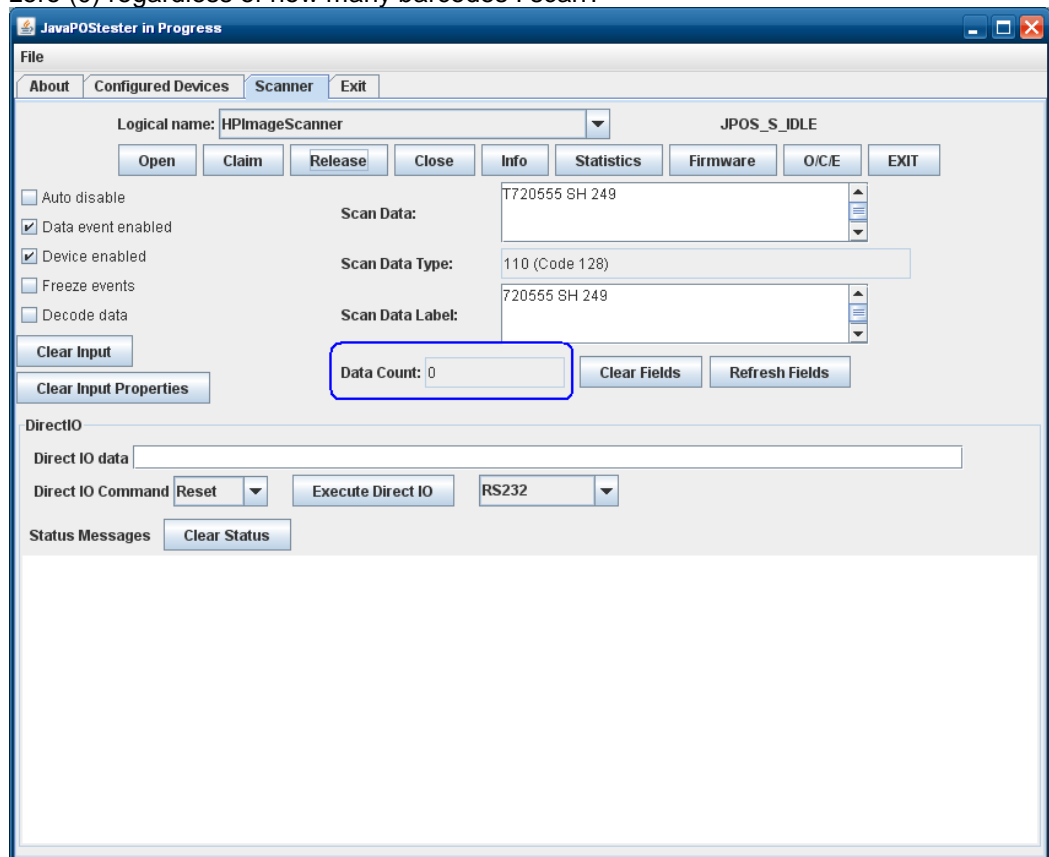 Zero (0) regardless of how many barcodes I scan?
JavaPOStester in Progress
File
About Configured Devices Scanner Exit
Logical name: HPImageScanner JPOS_S_IDLE
Open Claim Release Close Info Statistics Firmware O/C/E EXIT
Auto disable
Data event enabled
Device enabled
Freeze events
Decode data
Clear Input
Clear Input Properties
Scan Data: T720555 SH 249
Scan Data Type: 110 (Code 128)
Scan Data Label: 720555 SH 249
Data Count: 0 Clear Fields Refresh Fields
DirectIO
Direct IO data
Direct IO Command Reset Execute Direct IO RS232
Status Messages Clear Status